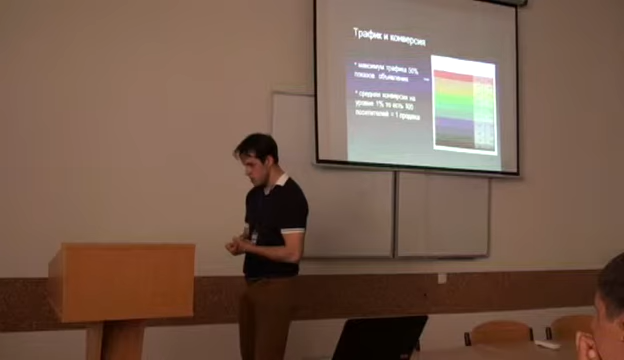 Трафик и конверсия
* максимум трафика 50%
показов объявления
* средняя конверсия на
уровне 1% то есть 100
посетителей = 1 продажа